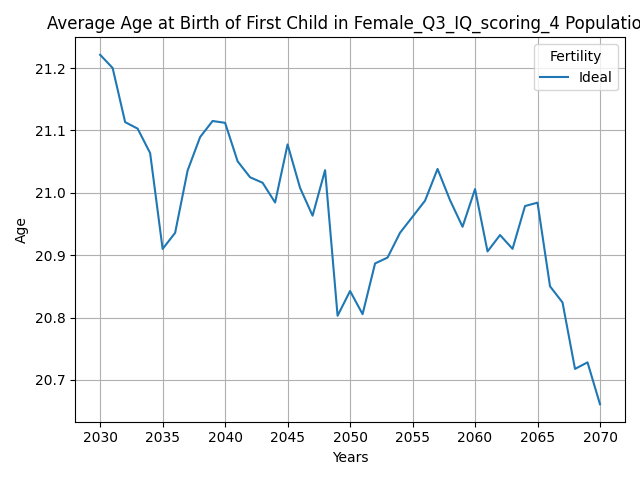 Average Age at Birth of First Child in Female_Q3_IQ_scoring_4 Populatio
Fertility
Ideal
21.2
21.1
21.0
20.9
20.8
20.7
Age
2030 2035 2040 2045 2050 2055 2060 2065 2070
Years